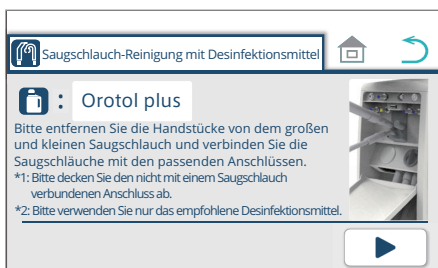 Saugschlauch-Reinigung mit Desinfektionsmittel
: Orotol plus
Bitte entfernen Sie die Handstücke von dem großen
und kleinen Saugschlauch und verbinden Sie die
Saugschläuche mit den passenden Anschlüssen.
*1: Bitte decken Sie den nicht mit einem Saugschlauch
verbundenen Anschluss ab.
*2: Bitte verwenden Sie nur das empfohlene Desinfektionsmittel.